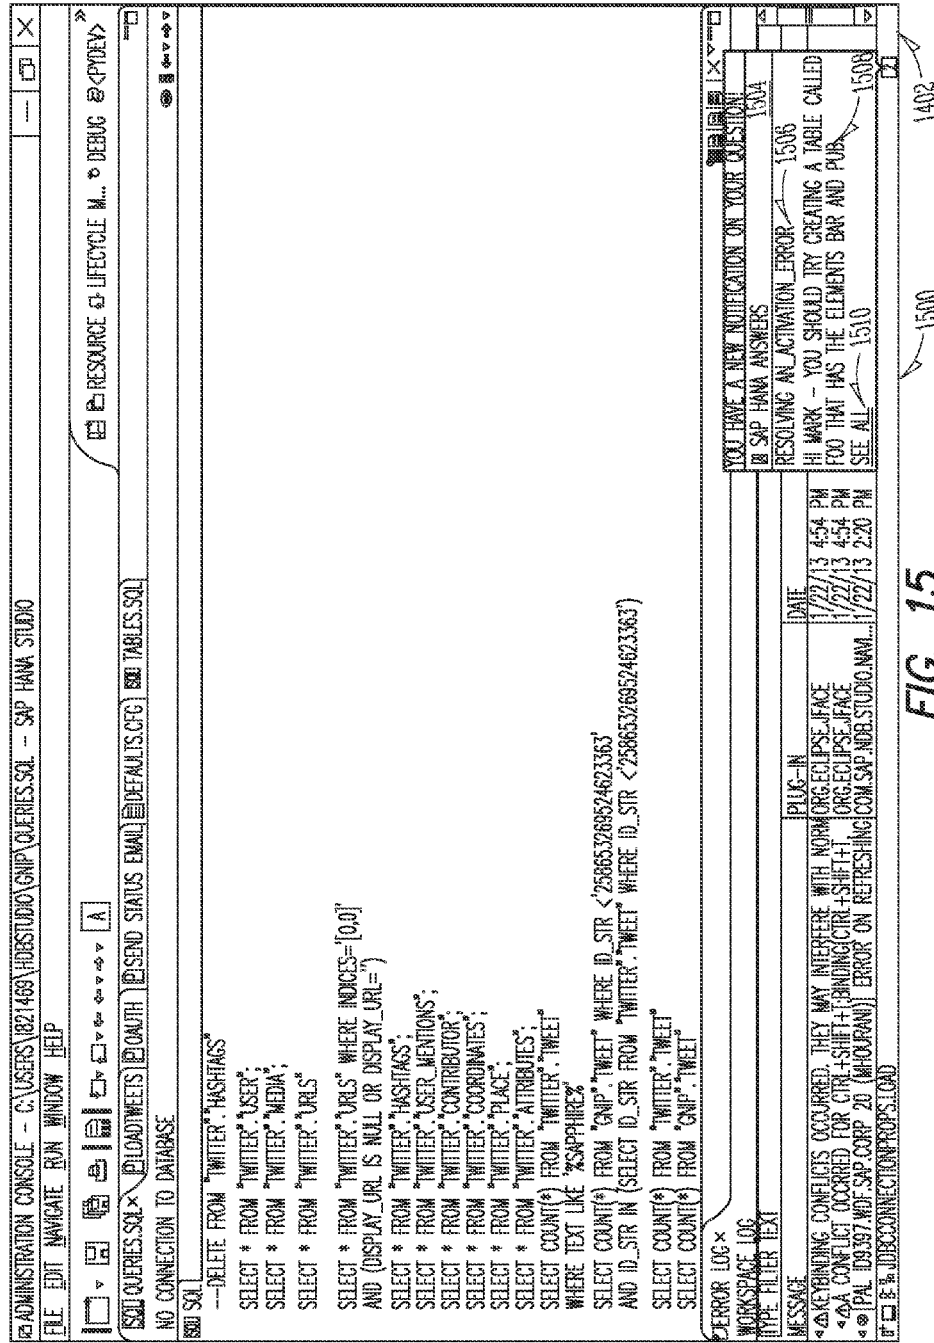 ADMINISTRATION CONSOLE - C:\USERS\I821469\HDBSTUDIO\GNIP\QUERIES.SQL - SAP HANA STUDIO
FILE EDIT NAVIGATE RUN WINDOW HELP
A
RESOURCE LIFECYCLE M... DEBUG <PYDEV> »
SQL QUERIES.SQL × P LOADTWEETS P OAUTH P SEND STATUS EMAIL DEFAULTS.CFG SQL TABLES.SQL
NO CONNECTION TO DATABASE
SQL SQL
--DELETE FROM "TWITTER"."HASHTAGS"
SELECT * FROM "TWITTER"."USER";
SELECT * FROM "TWITTER"."MEDIA";
SELECT * FROM "TWITTER"."URLS"
SELECT * FROM "TWITTER"."URLS" WHERE INDICES='[0,0]'
AND (DISPLAY_URL IS NULL OR DISPLAY_URL='')
SELECT * FROM "TWITTER"."HASHTAGS";
SELECT * FROM "TWITTER"."USER_MENTIONS";
SELECT * FROM "TWITTER"."CONTRIBUTOR";
SELECT * FROM "TWITTER"."COORDINATES";
SELECT * FROM "TWITTER"."PLACE";
SELECT * FROM "TWITTER"."ATTRIBUTES";
SELECT COUNT(*) FROM "TWITTER"."TWEET"
WHERE TEXT LIKE '%SAPPHIRE%'
SELECT COUNT(*) FROM "GNIP"."TWEET" WHERE ID_STR <'258653269524623363'
AND ID_STR IN (SELECT ID_STR FROM "TWITTER"."TWEET" WHERE ID_STR <'258653269524623363')
SELECT COUNT(*) FROM "TWITTER"."TWEET"
SELECT COUNT(*) FROM "GNIP"."TWEET"
ERROR LOG ×
WORKSPACE LOG
TYPE FILTER TEXT
MESSAGE PLUG-IN DATE
KEYBINDING CONFLICTS OCCURRED. THEY MAY INTERFERE WITH NORM ORG.ECLIPSE.JFACE 1/22/13 4:54 PM
A CONFLICT OCCURRED FOR CTRL+SHIFT+T:BINDING(CTRL+SHIFT+T, ORG.ECLIPSE.JFACE 1/22/13 4:54 PM
[PAL D9397.WDF.SAP.CORP 20 (MHOURANI)] ERROR ON REFRESHING COM.SAP.NDB.STUDIO.NAVI... 1/22/13 2:20 PM
JDBCCONNECTIONPROPS.LOAD
YOU HAVE A NEW NOTIFICATION ON YOUR QUESTION!
SAP HANA ANSWERS 1504
RESOLVING AN_ACTIVATION_ERROR 1506
HI MARK - YOU SHOULD TRY CREATING A TABLE CALLED
FOO THAT HAS THE ELEMENTS BAR AND PUB. 1508
SEE ALL 1510
1402
1500
FIG. 15